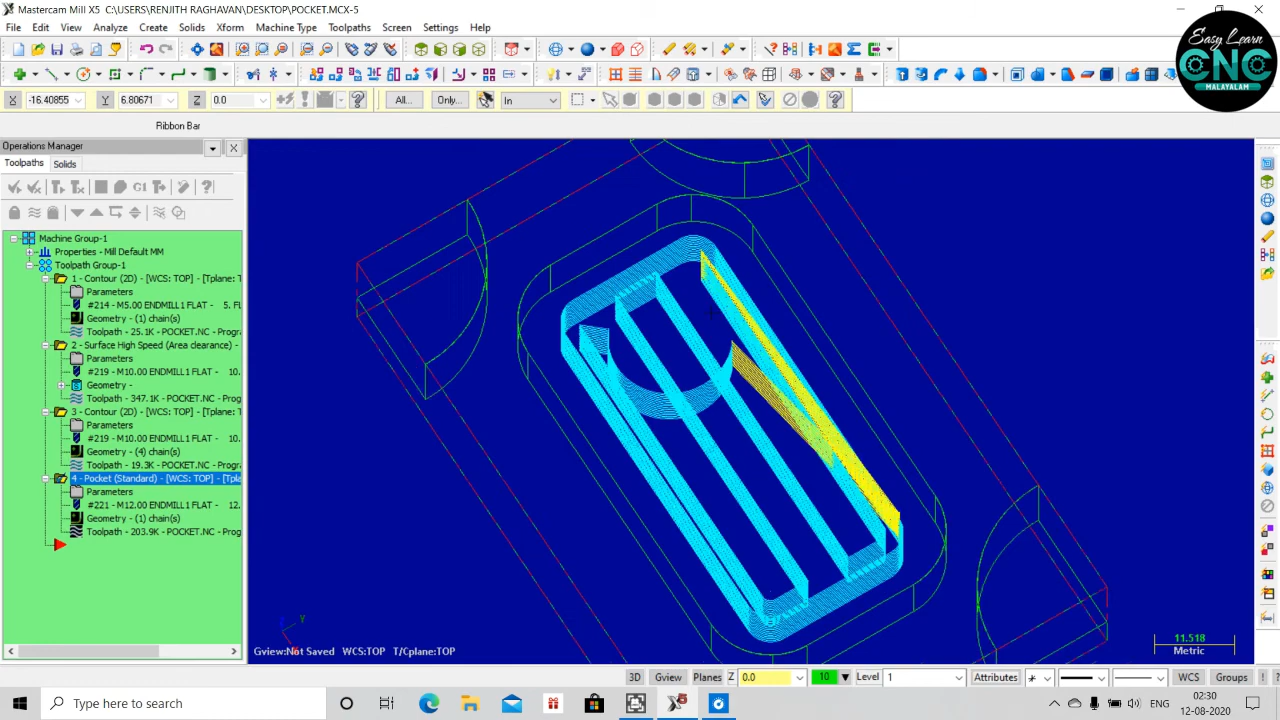 Mastercam Mill X5 C:\USERS\RENJITH RAGHAVAN\DESKTOP\POCKET.MCX-5
File Edit View Analyze Create Solids Xform Machine Type Toolpaths Screen Settings Help
Easy Learn
CNC
MALAYALAM
G1
X -16.40855 Y 6.80671 Z 0.0 All... Only... In
Ribbon Bar
Operations Manager
Toolpaths Solids
Machine Group-1
Properties - Mill Default MM
Toolpath Group-1
1 - Contour (2D) - [WCS: TOP] - [Tplane: T
Parameters
#214 - M5.00 ENDMILL1 FLAT - 5. FL
Geometry - (1) chain(s)
Toolpath - 25.1K - POCKET.NC - Progra
2 - Surface High Speed (Area clearance) -
Parameters
#219 - M10.00 ENDMILL1 FLAT - 10.
Geometry -
Toolpath - 347.1K - POCKET.NC - Prog
3 - Contour (2D) - [WCS: TOP] - [Tplane: T
Parameters
#219 - M10.00 ENDMILL1 FLAT - 10.
Geometry - (4) chain(s)
Toolpath - 19.3K - POCKET.NC - Progra
4 - Pocket (Standard) - [WCS: TOP] - [Tpla
Parameters
#221 - M12.00 ENDMILL1 FLAT - 12.
Geometry - (1) chain(s)
Toolpath - 203.9K - POCKET.NC - Prog
Y
11.518
Metric
Gview:Not Saved WCS:TOP T/Cplane:TOP
3D Gview Planes Z 0.0 10 Level 1 Attributes WCS Groups ! ?
Type here to search
ENG
02:30
12-08-2020